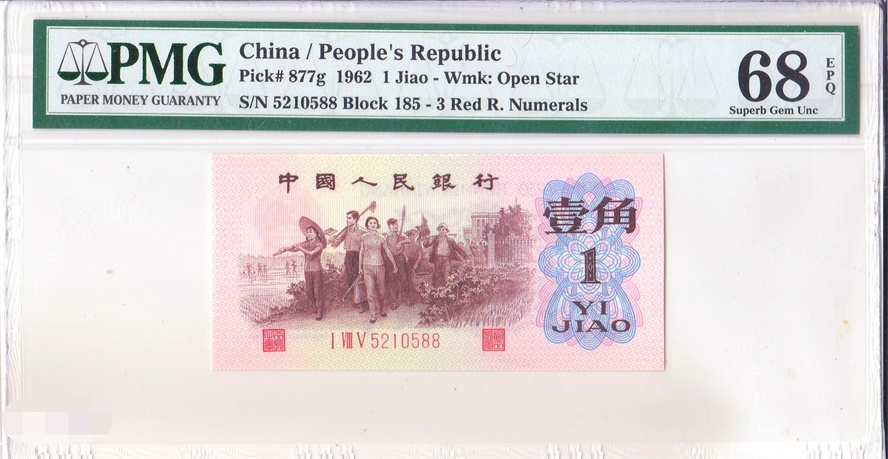 PMG
PAPER MONEY GUARANTY
China / People's Republic
Pick# 877g 1962 1 Jiao - Wmk: Open Star
S/N 5210588 Block 185 - 3 Red R. Numerals
68 EPQ
Superb Gem Unc
中國人民銀行
壹角
1
YI
JIAO
I VIII V 5210588